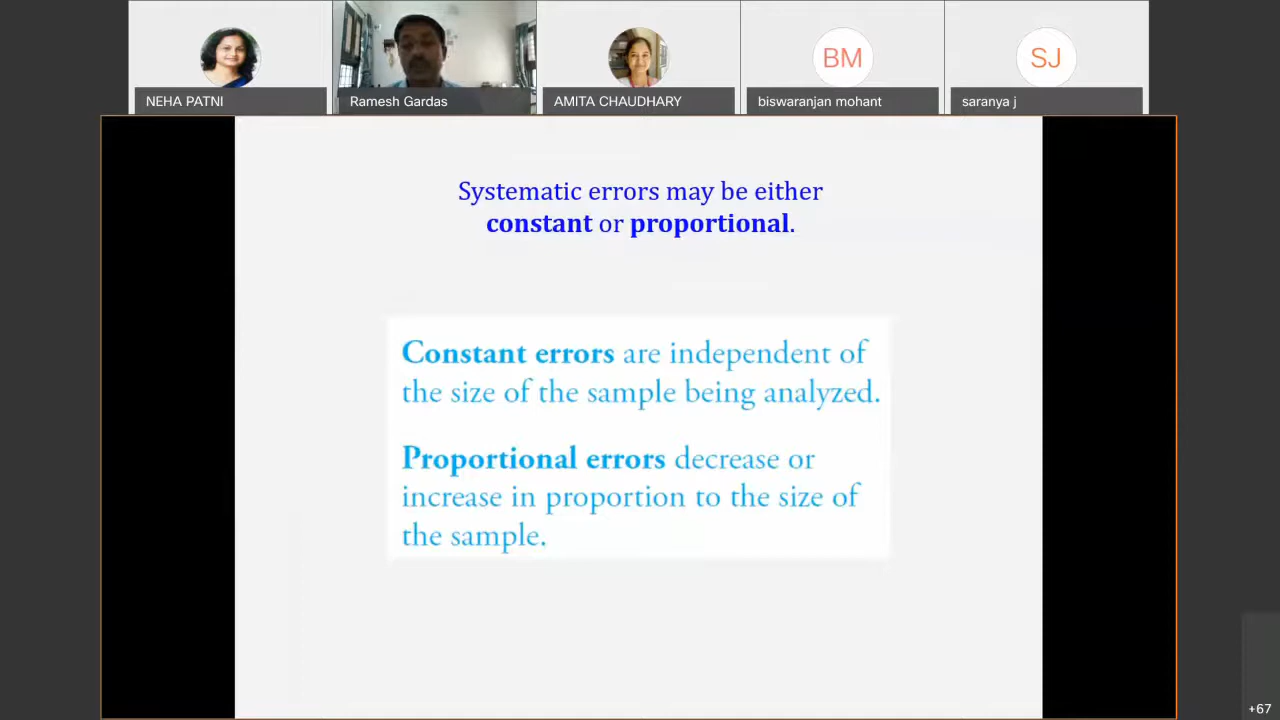 BM
SJ
NEHA PATNI
Ramesh Gardas
AMITA CHAUDHARY
biswaranjan mohant
saranya j
Systematic errors may be either
constant or proportional.
Constant errors are independent of
the size of the sample being analyzed.
Proportional errors decrease or
increase in proportion to the size of
the sample.
+67